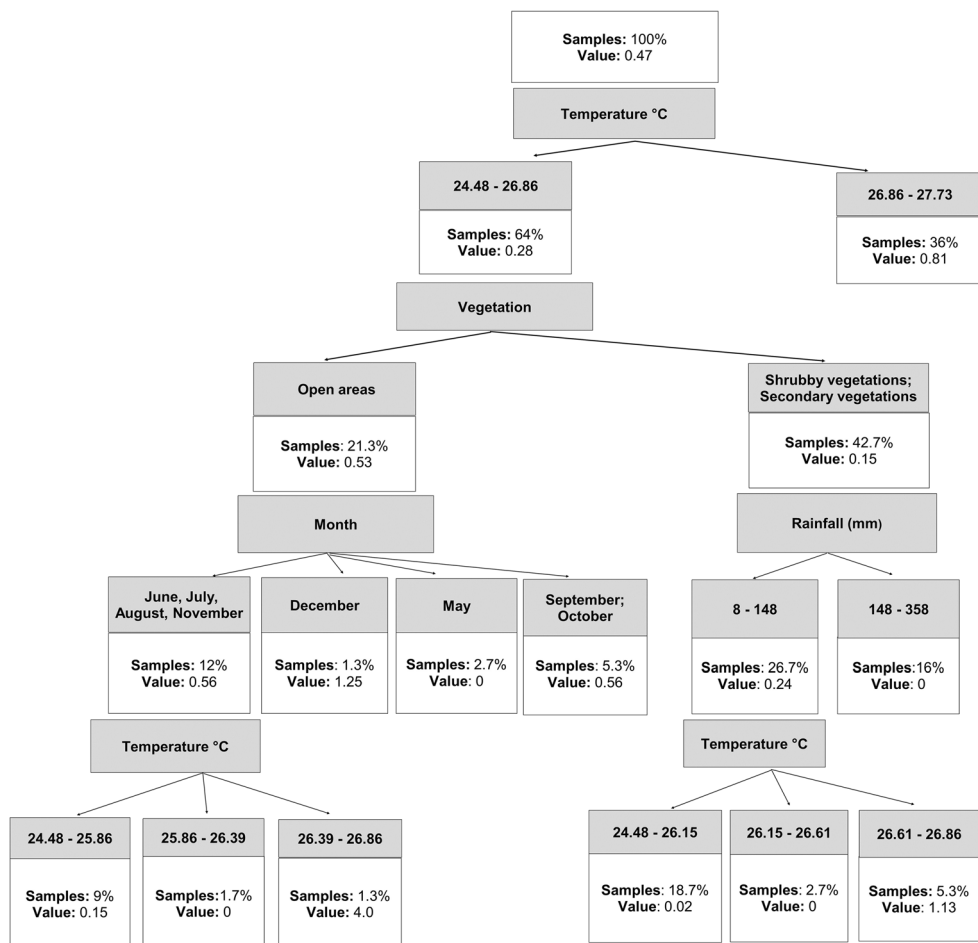 Samples: 100%
Value: 0.47
Temperature °C
24.48 - 26.86
Samples: 64%
Value: 0.28
26.86 - 27.73
Samples: 36%
Value: 0.81
Vegetation
Open areas
Samples: 21.3%
Value: 0.53
Shrubby vegetations;
Secondary vegetations
Samples: 42.7%
Value: 0.15
Month
Rainfall (mm)
June, July,
August, November
Samples: 12%
Value: 0.56
December
Samples: 1.3%
Value: 1.25
May
Samples: 2.7%
Value: 0
September;
October
Samples: 5.3%
Value: 0.56
8 - 148
Samples: 26.7%
Value: 0.24
148 - 358
Samples:16%
Value: 0
Temperature °C
24.48 - 25.86
Samples: 9%
Value: 0.15
25.86 - 26.39
Samples:1.7%
Value: 0
26.39 - 26.86
Samples: 1.3%
Value: 4.0
Temperature °C
24.48 - 26.15
Samples: 18.7%
Value: 0.02
26.15 - 26.61
Samples: 2.7%
Value: 0
26.61 - 26.86
Samples: 5.3%
Value: 1.13